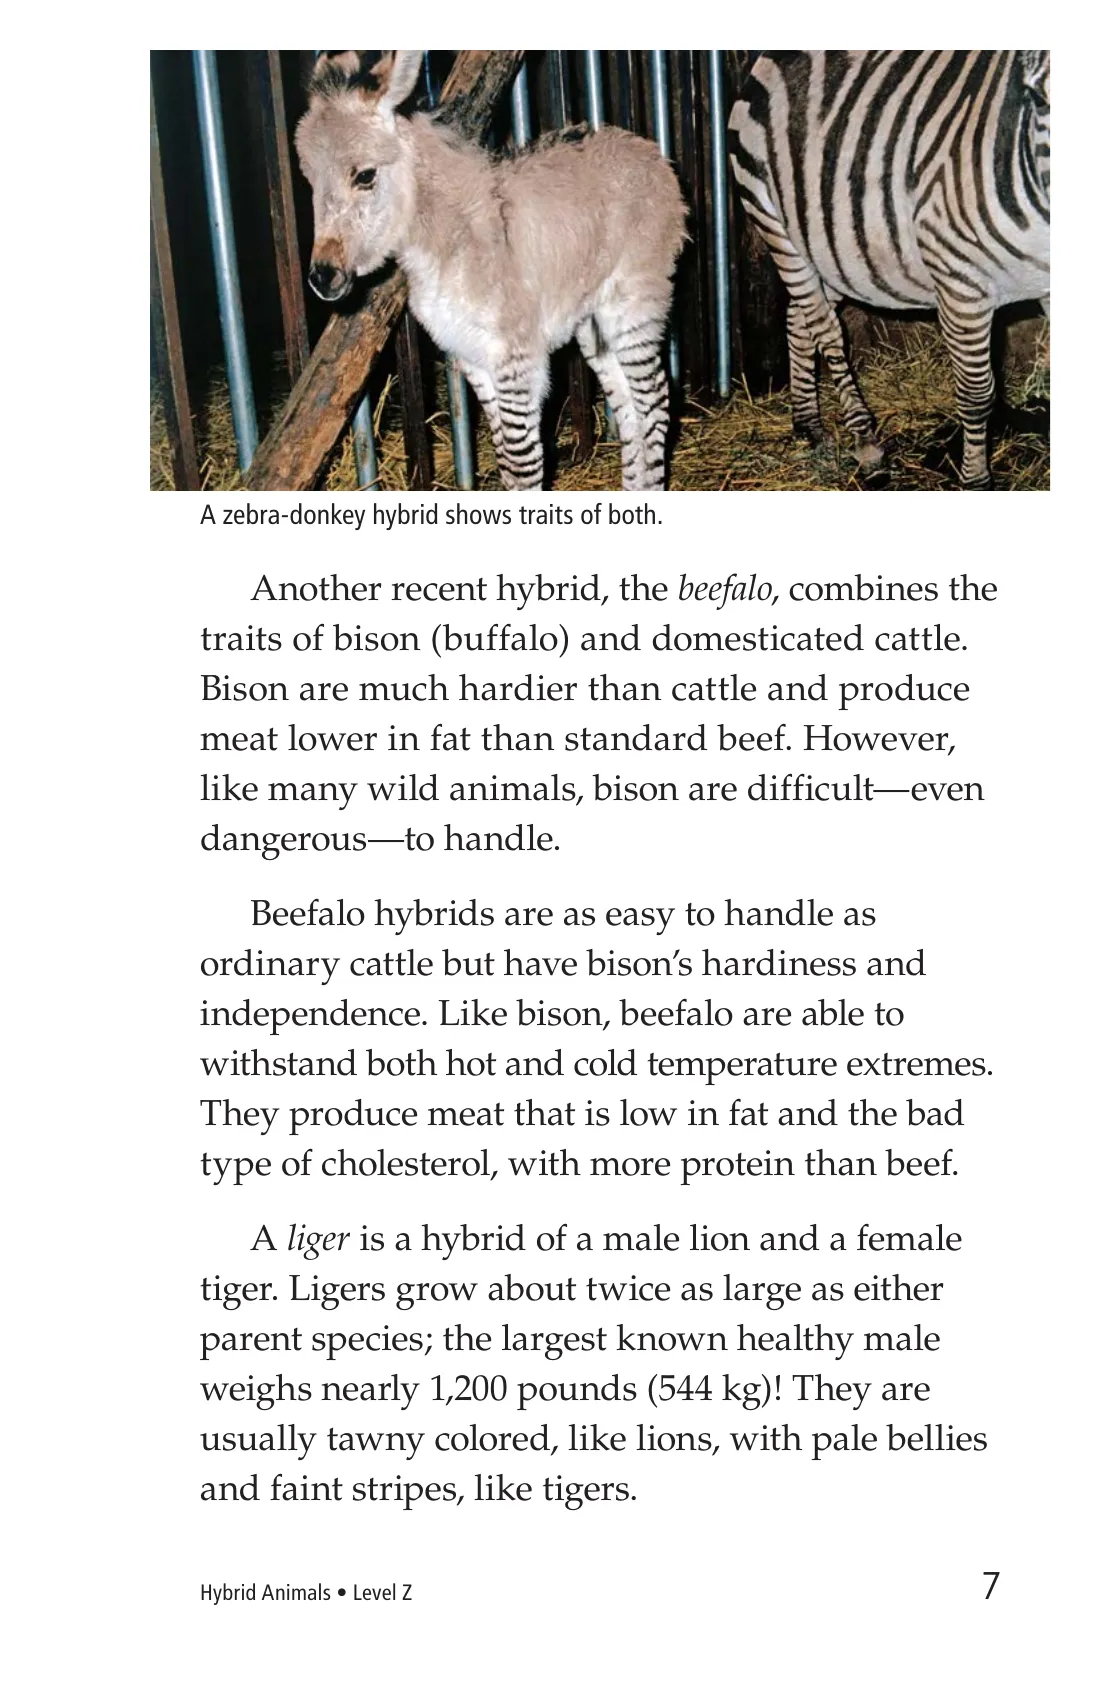 A zebra-donkey hybrid shows traits of both.
Another recent hybrid, the beefalo, combines the
traits of bison (buffalo) and domesticated cattle.
Bison are much hardier than cattle and produce
meat lower in fat than standard beef. However,
like many wild animals, bison are difficult—even
dangerous—to handle.
Beefalo hybrids are as easy to handle as
ordinary cattle but have bison’s hardiness and
independence. Like bison, beefalo are able to
withstand both hot and cold temperature extremes.
They produce meat that is low in fat and the bad
type of cholesterol, with more protein than beef.
A liger is a hybrid of a male lion and a female
tiger. Ligers grow about twice as large as either
parent species; the largest known healthy male
weighs nearly 1,200 pounds (544 kg)! They are
usually tawny colored, like lions, with pale bellies
and faint stripes, like tigers.
Hybrid Animals • Level Z
7